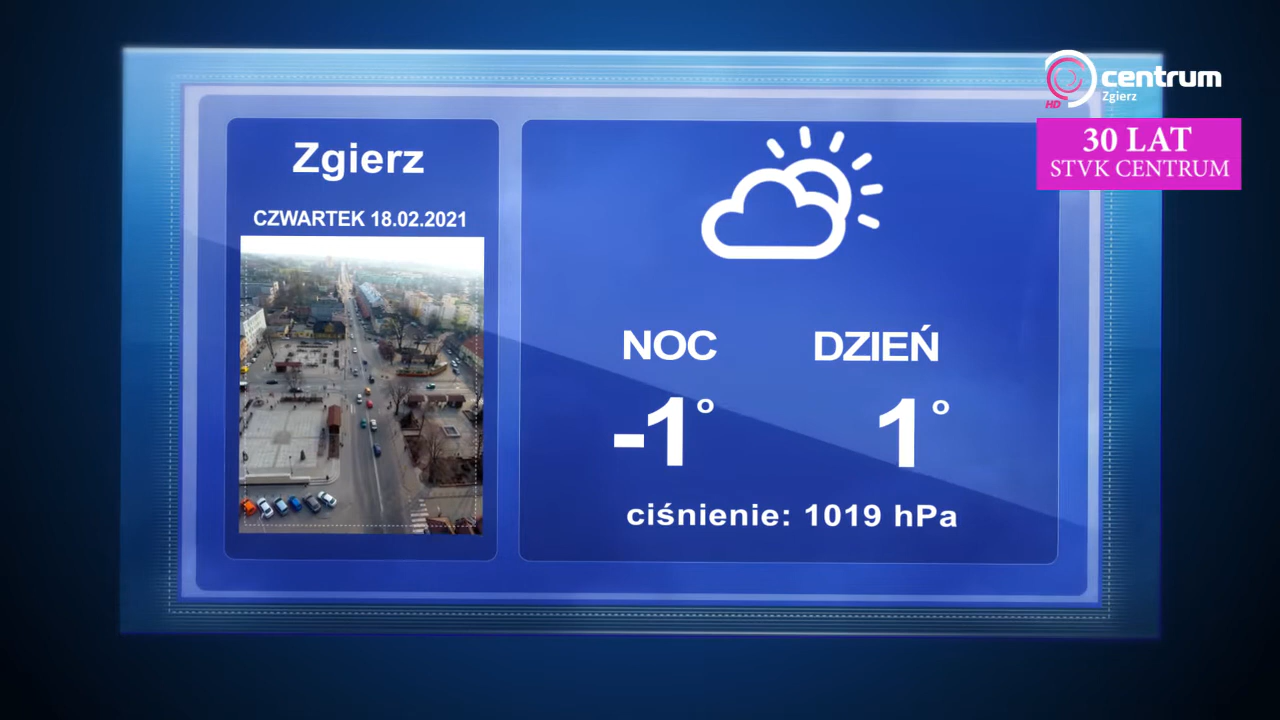 centrum
Zgierz
HD
30 LAT
STVK CENTRUM
Zgierz
CZWARTEK 18.02.2021
NOC DZIEŃ
-1° 1°
ciśnienie: 1019 hPa